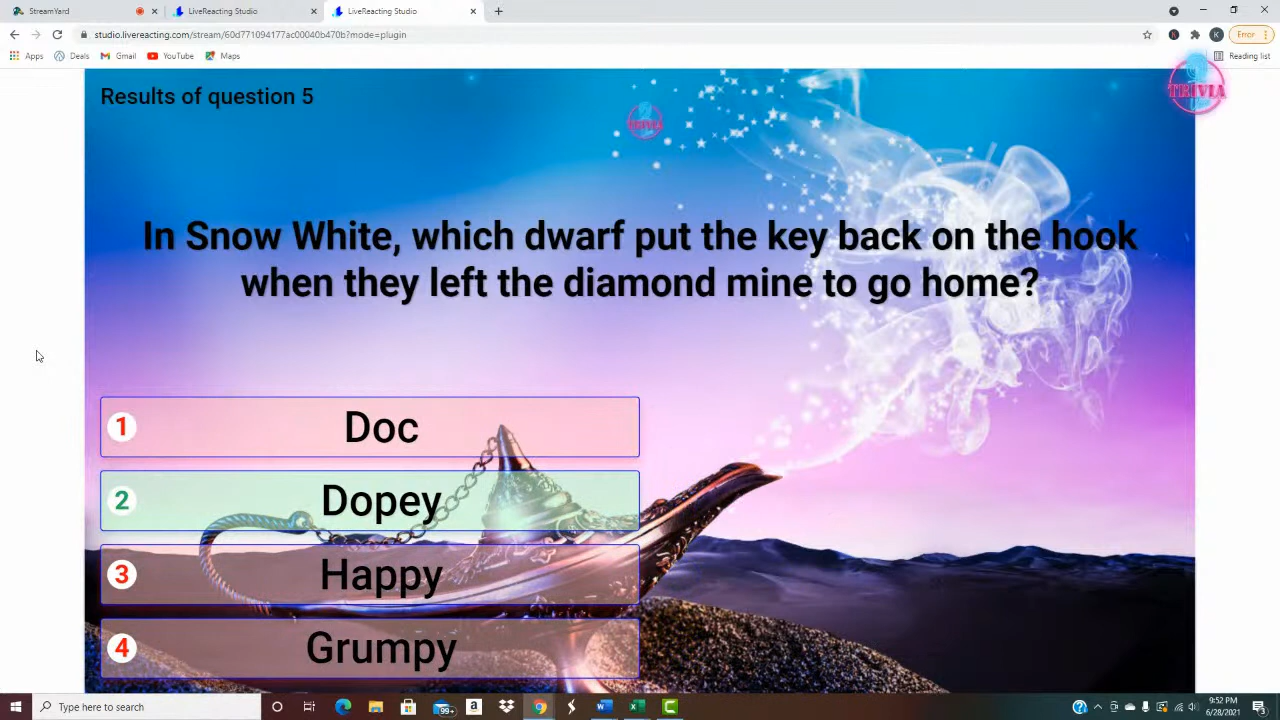 StreamYard
LiveReacting Studio
LiveReacting Studio
studio.livereacting.com/stream/60d771094177ac00040b470b?mode=plugin
K
K
Error
Apps
Deals
Gmail
YouTube
Maps
Reading list
Results of question 5
TRIVIA
TRIVIA
In Snow White, which dwarf put the key back on the hook
when they left the diamond mine to go home?
1 Doc
2 Dopey
3 Happy
4 Grumpy
Type here to search
99+
9:52 PM
6/28/2021